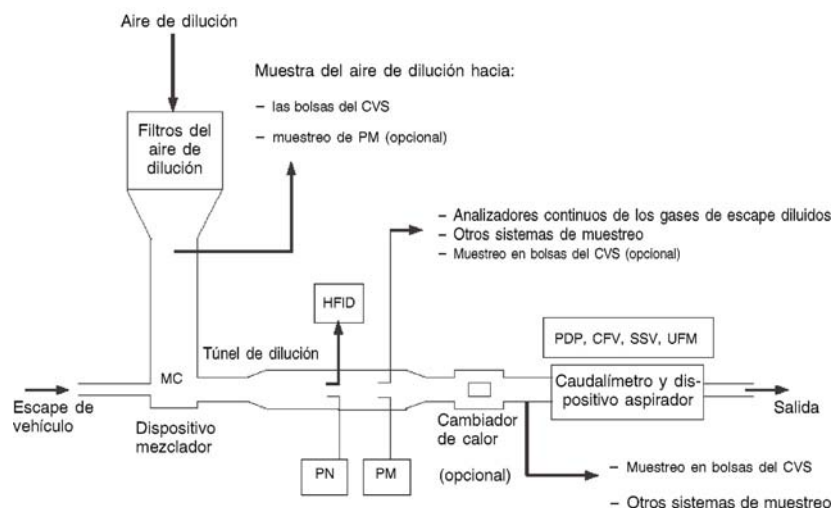 Aire de dilución
Muestra del aire de dilución hacia:
– las bolsas del CVS
– muestreo de PM (opcional)
Filtros del
aire de
dilución
– Analizadores continuos de los gases de escape diluidos
– Otros sistemas de muestreo
– Muestreo en bolsas del CVS (opcional)
HFID
PDP, CFV, SSV, UFM
Túnel de dilución
MC
Caudalímetro y dis-
positivo aspirador
Escape de
vehículo
Salida
Dispositivo
mezclador
Cambiador
de calor
(opcional)
PN
PM
– Muestreo en bolsas del CVS
– Otros sistemas de muestreo